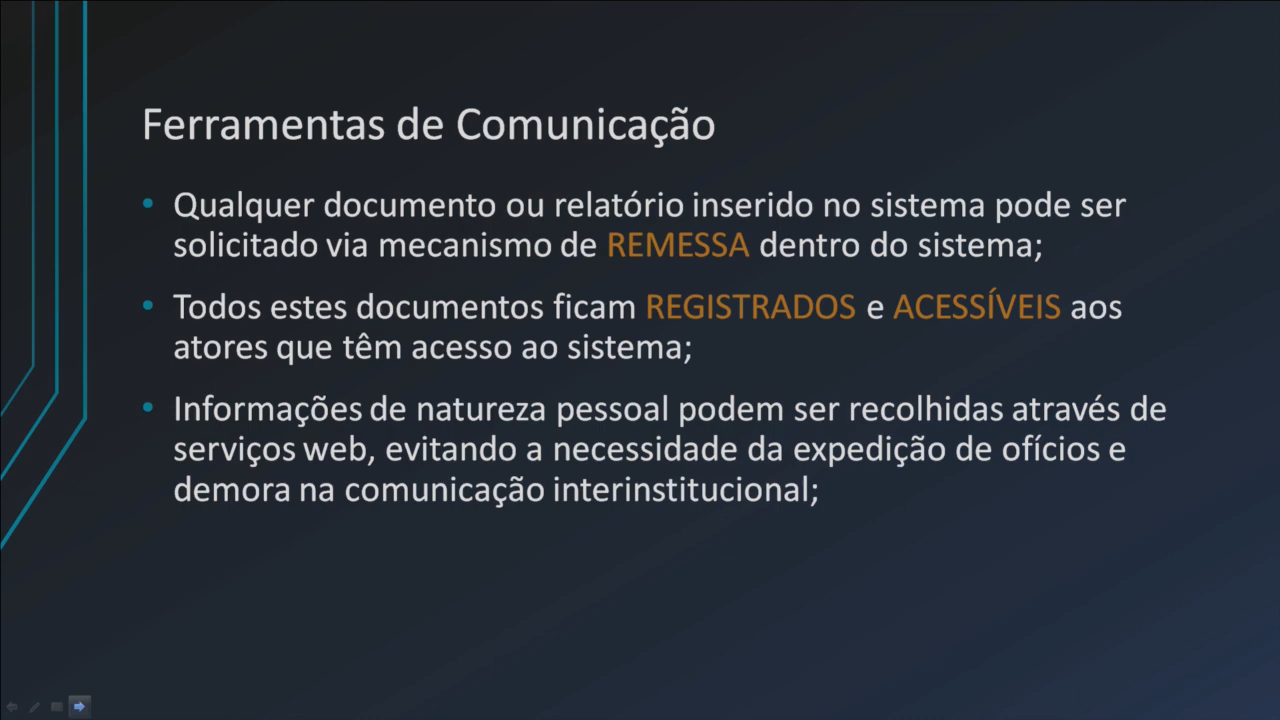 Ferramentas de Comunicação
• Qualquer documento ou relatório inserido no sistema pode ser
solicitado via mecanismo de REMESSA dentro do sistema;
• Todos estes documentos ficam REGISTRADOS e ACESSÍVEIS aos
atores que têm acesso ao sistema;
• Informações de natureza pessoal podem ser recolhidas através de
serviços web, evitando a necessidade da expedição de ofícios e
demora na comunicação interinstitucional;